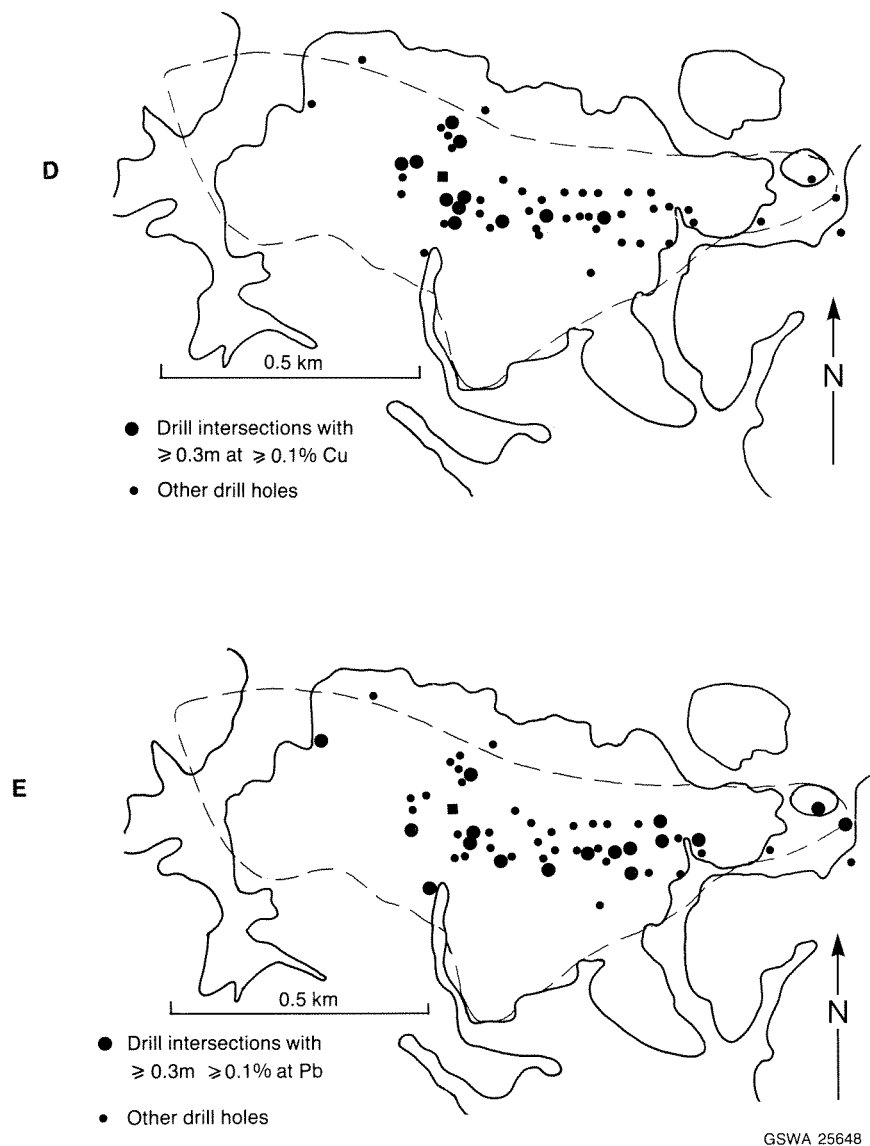 D
0.5 km
N
Drill intersections with
⩾ 0.3m at ⩾ 0.1% Cu
Other drill holes
E
0.5 km
N
Drill intersections with
⩾ 0.3m ⩾ 0.1% at Pb
Other drill holes
GSWA 25648